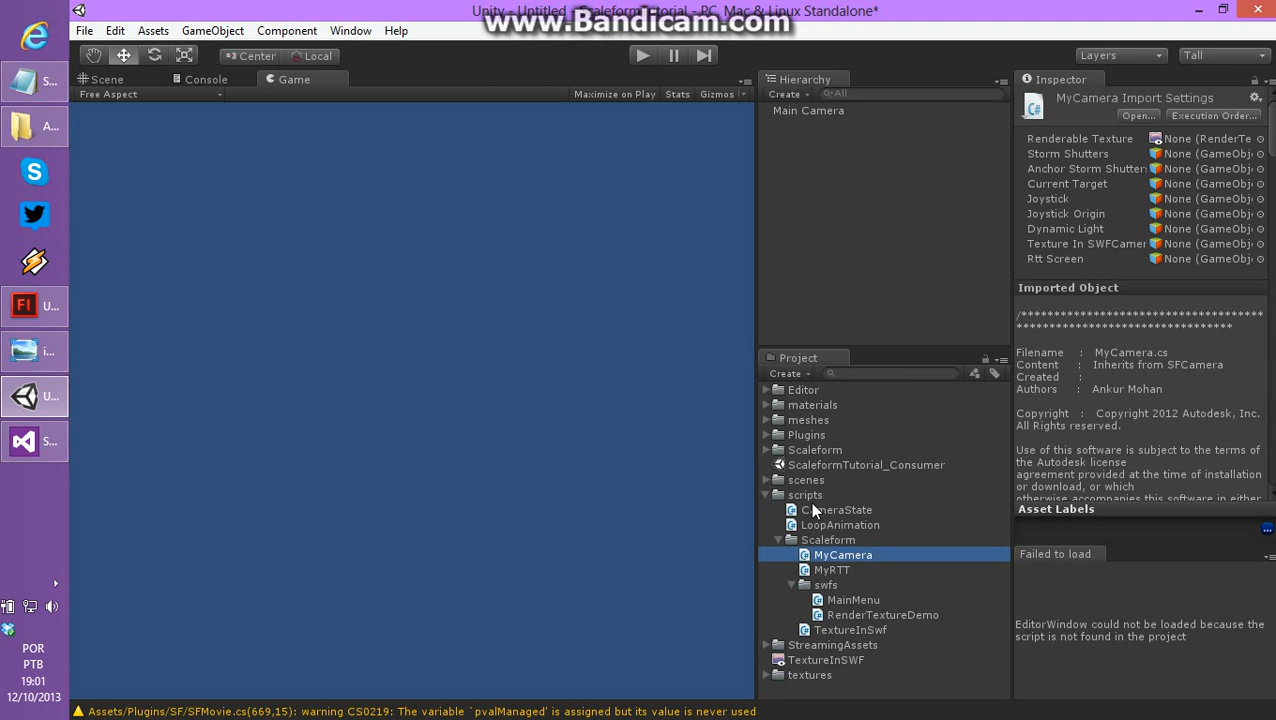 Unity - Untitled - ScaleformTutorial - PC, Mac & Linux Standalone*
www.Bandicam.com
File Edit Assets GameObject Component Window Help
Center Local
Layers
Tall
Scene Console Game
Free Aspect
Maximize on Play Stats Gizmos
Hierarchy
Create All
Main Camera
Project
Create
Editor
materials
meshes
Plugins
Scaleform
ScaleformTutorial_Consumer
scenes
scripts
CameraState
LoopAnimation
Scaleform
MyCamera
MyRTT
swfs
MainMenu
RenderTextureDemo
TextureInSwf
StreamingAssets
TextureInSWF
textures
Inspector
MyCamera Import Settings
Open... Execution Order...
Renderable Texture None (RenderTe
Storm Shutters None (GameObj
Anchor Storm Shutters None (GameObj
Current Target None (GameObj
Joystick None (GameObj
Joystick Origin None (GameObj
Dynamic Light None (GameObj
Texture In SWFCamer None (GameObj
Rtt Screen None (GameObj
Imported Object
Filename : MyCamera.cs
Content : Inherits from SFCamera
Created :
Authors : Ankur Mohan
Copyright : Copyright 2012 Autodesk, Inc.
All Rights reserved.
Use of this software is subject to the terms of
the Autodesk license
agreement provided at the time of installation
or download, or which
otherwise accompanies this software in either
Asset Labels
Failed to load
EditorWindow could not be loaded because the
script is not found in the project
S...
A...
Fl U...
i...
U...
S...
POR
PTB
19:01
12/10/2013
Assets/Plugins/SF/SFMovie.cs(669,15): warning CS0219: The variable `pvalManaged' is assigned but its value is never used